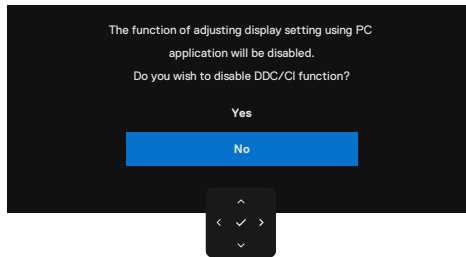 The function of adjusting display setting using PC
application will be disabled.
Do you wish to disable DDC/CI function?
Yes
No